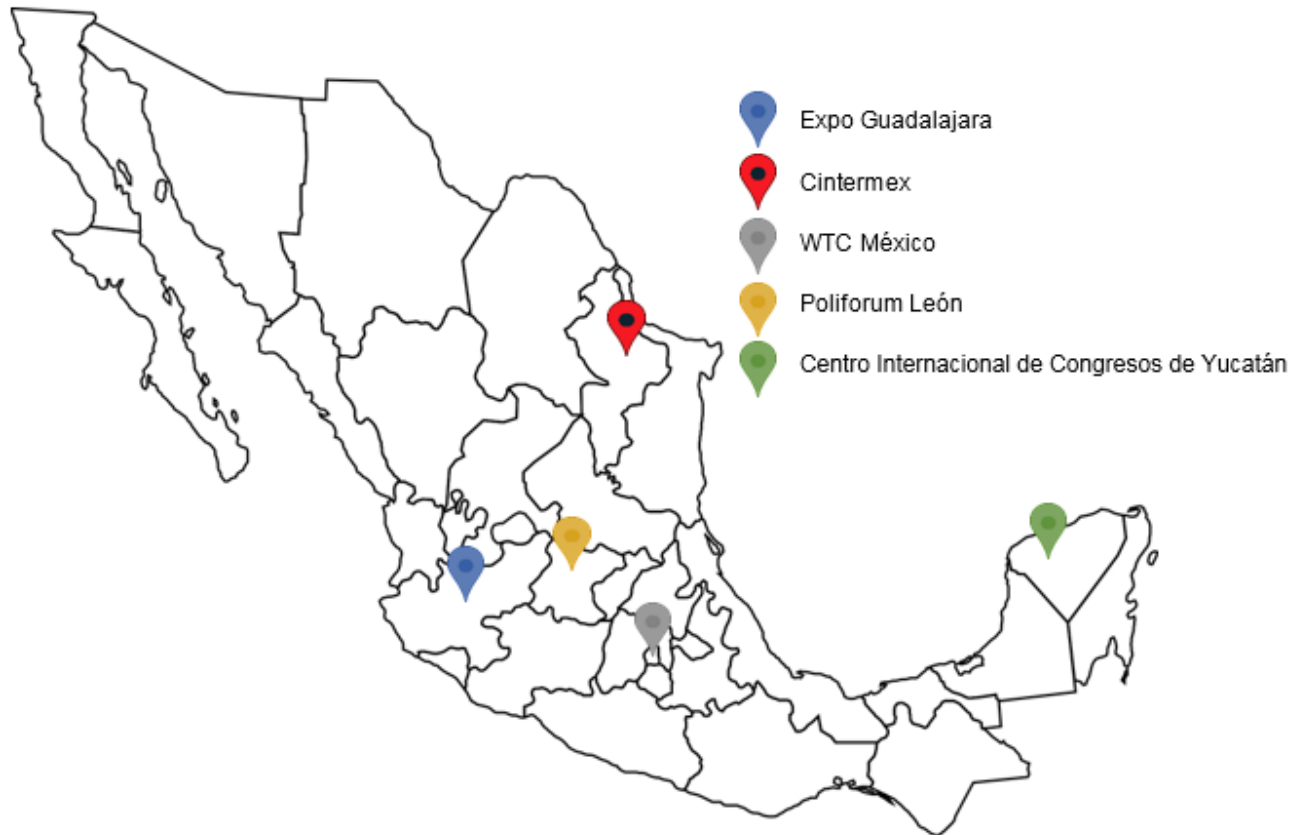 Expo Guadalajara
Cintermex
WTC México
Poliforum León
Centro Internacional de Congresos de Yucatán